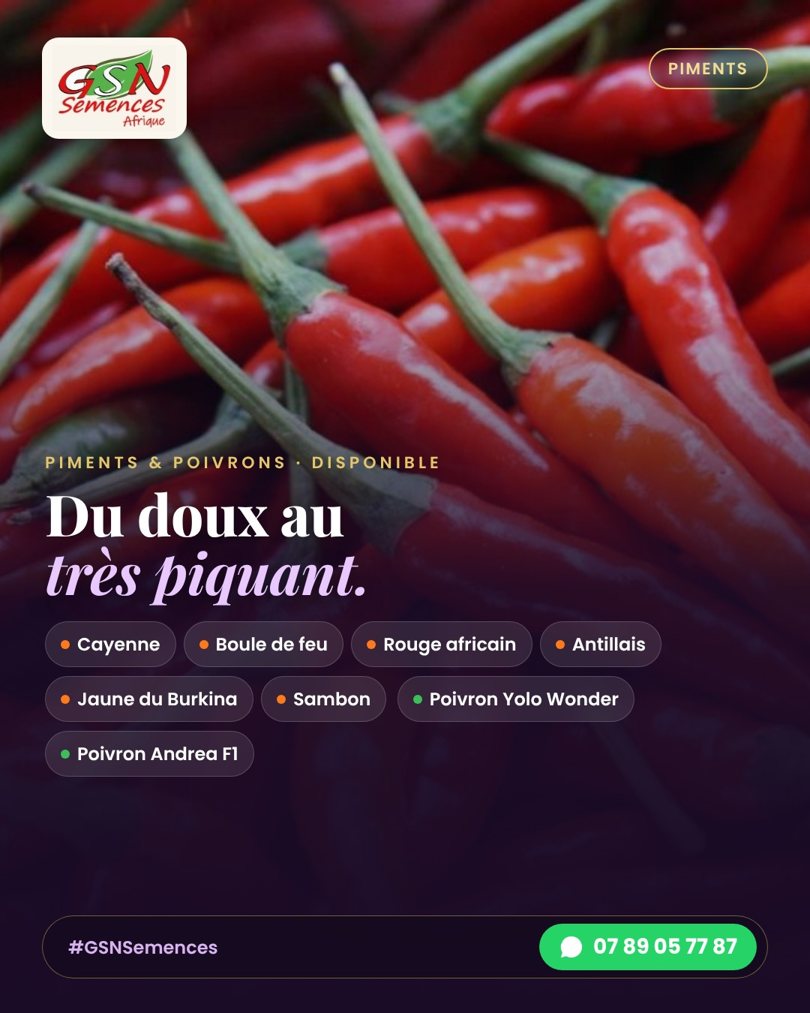 GSN
Semences
Afrique
PIMENTS
PIMENTS & POIVRONS · DISPONIBLE
Du doux au
très piquant.
Cayenne
Boule de feu
Rouge africain
Antillais
Jaune du Burkina
Sambon
Poivron Yolo Wonder
Poivron Andrea F1
#GSNSemences
07 89 05 77 87